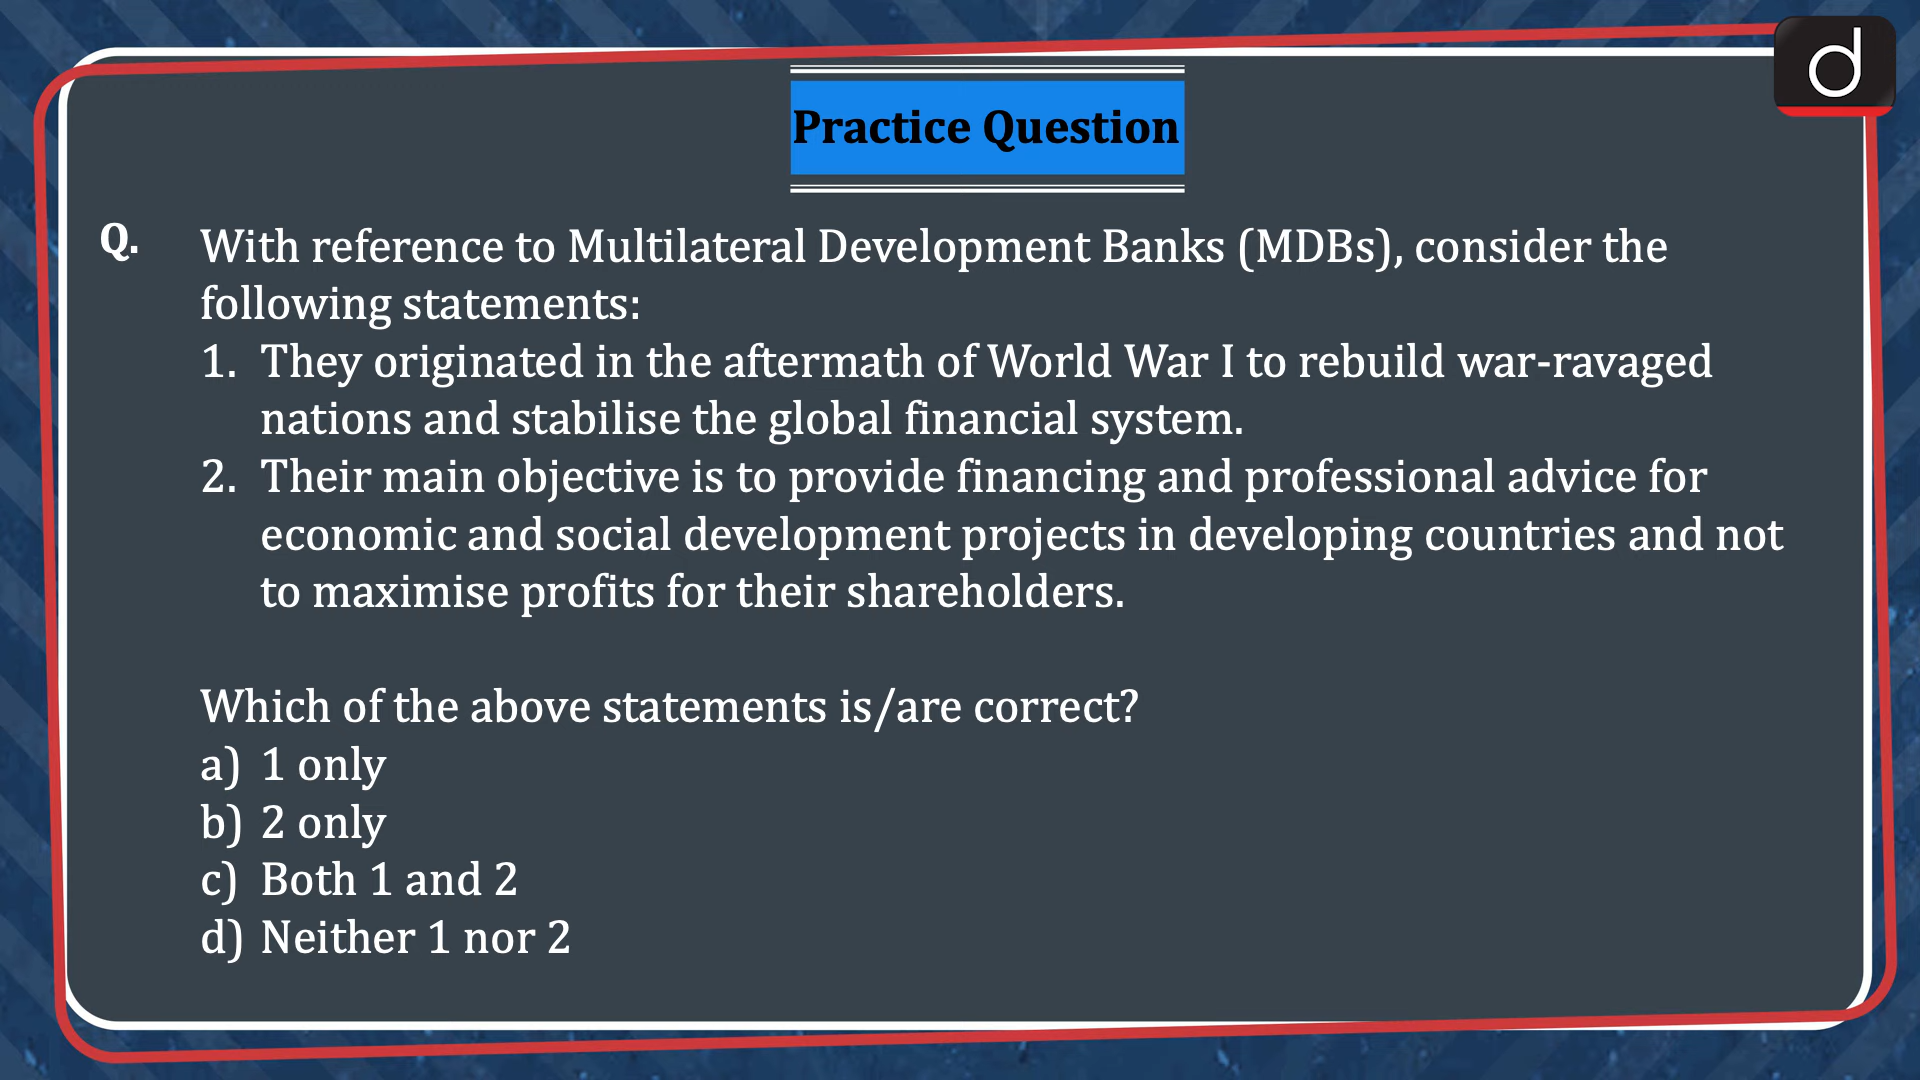 Practice Question
Q. With reference to Multilateral Development Banks (MDBs), consider the
following statements:
1. They originated in the aftermath of World War I to rebuild war-ravaged
nations and stabilise the global financial system.
2. Their main objective is to provide financing and professional advice for
economic and social development projects in developing countries and not
to maximise profits for their shareholders.
Which of the above statements is/are correct?
a) 1 only
b) 2 only
c) Both 1 and 2
d) Neither 1 nor 2